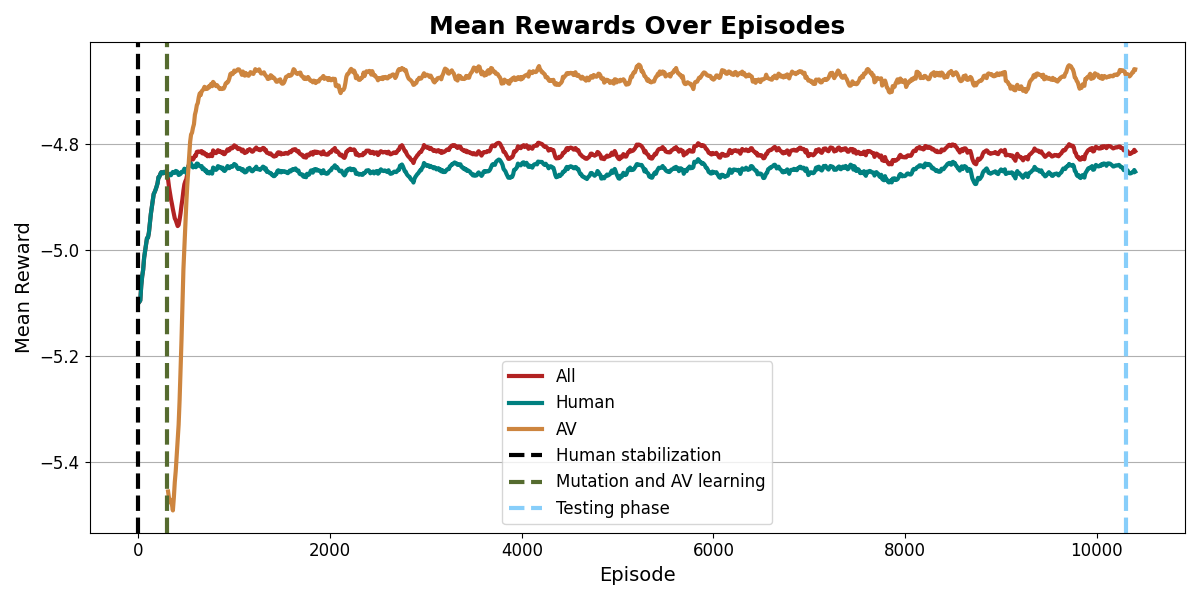 Mean Rewards Over Episodes
Mean Reward
−4.8
−5.0
−5.2
−5.4
All
Human
AV
Human stabilization
Mutation and AV learning
Testing phase
0 2000 4000 6000 8000 10000
Episode